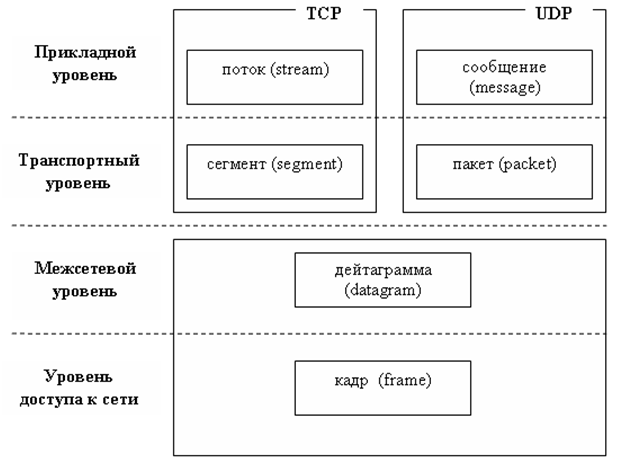 TCP
UDP
Прикладной
уровень
поток (stream)
сообщение
(message)
Транспортный
уровень
сегмент (segment)
пакет (packet)
Межсетевой
уровень
дейтаграмма
(datagram)
Уровень
доступа к сети
кадр (frame)